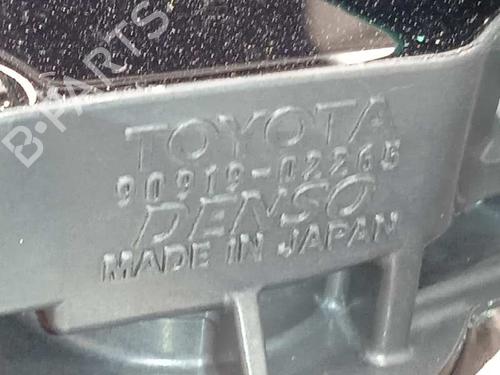 B-PARTS
TOYOTA
90919-02265
DENSO
MADE IN JAPAN